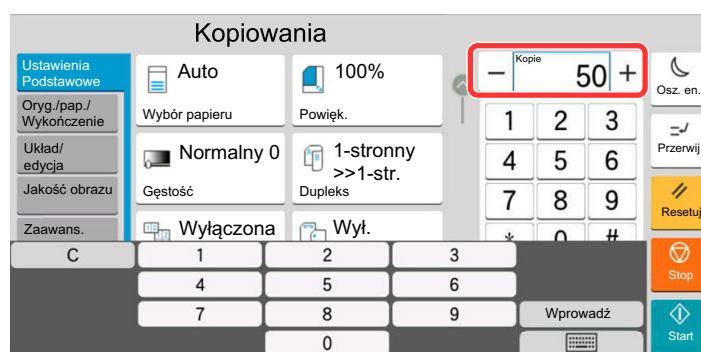 Kopiowania
Ustawienia
Podstawowe
Oryg./pap./
Wykończenie
Układ/
edycja
Jakość obrazu
Zaawans.
Auto
Wybór papieru
100%
Powięk.
Normalny 0
Gęstość
1-stronny
>>1-str.
Dupleks
Wyłączona
Wył.
Kopie
− 50 +
1 2 3
4 5 6
7 8 9
* 0 #
Osz. en.
Przerwij
Resetuj
Stop
Start
C 1 2 3
4 5 6
7 8 9
0
Wprowadź